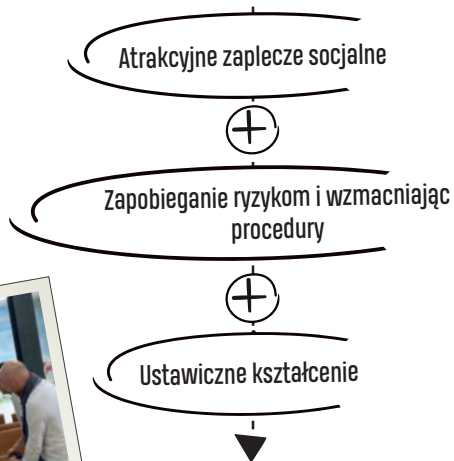 Atrakcyjne zaplecze socjalne
Zapobieganie ryzykom i wzmacniając
procedury
Ustawiczne kształcenie